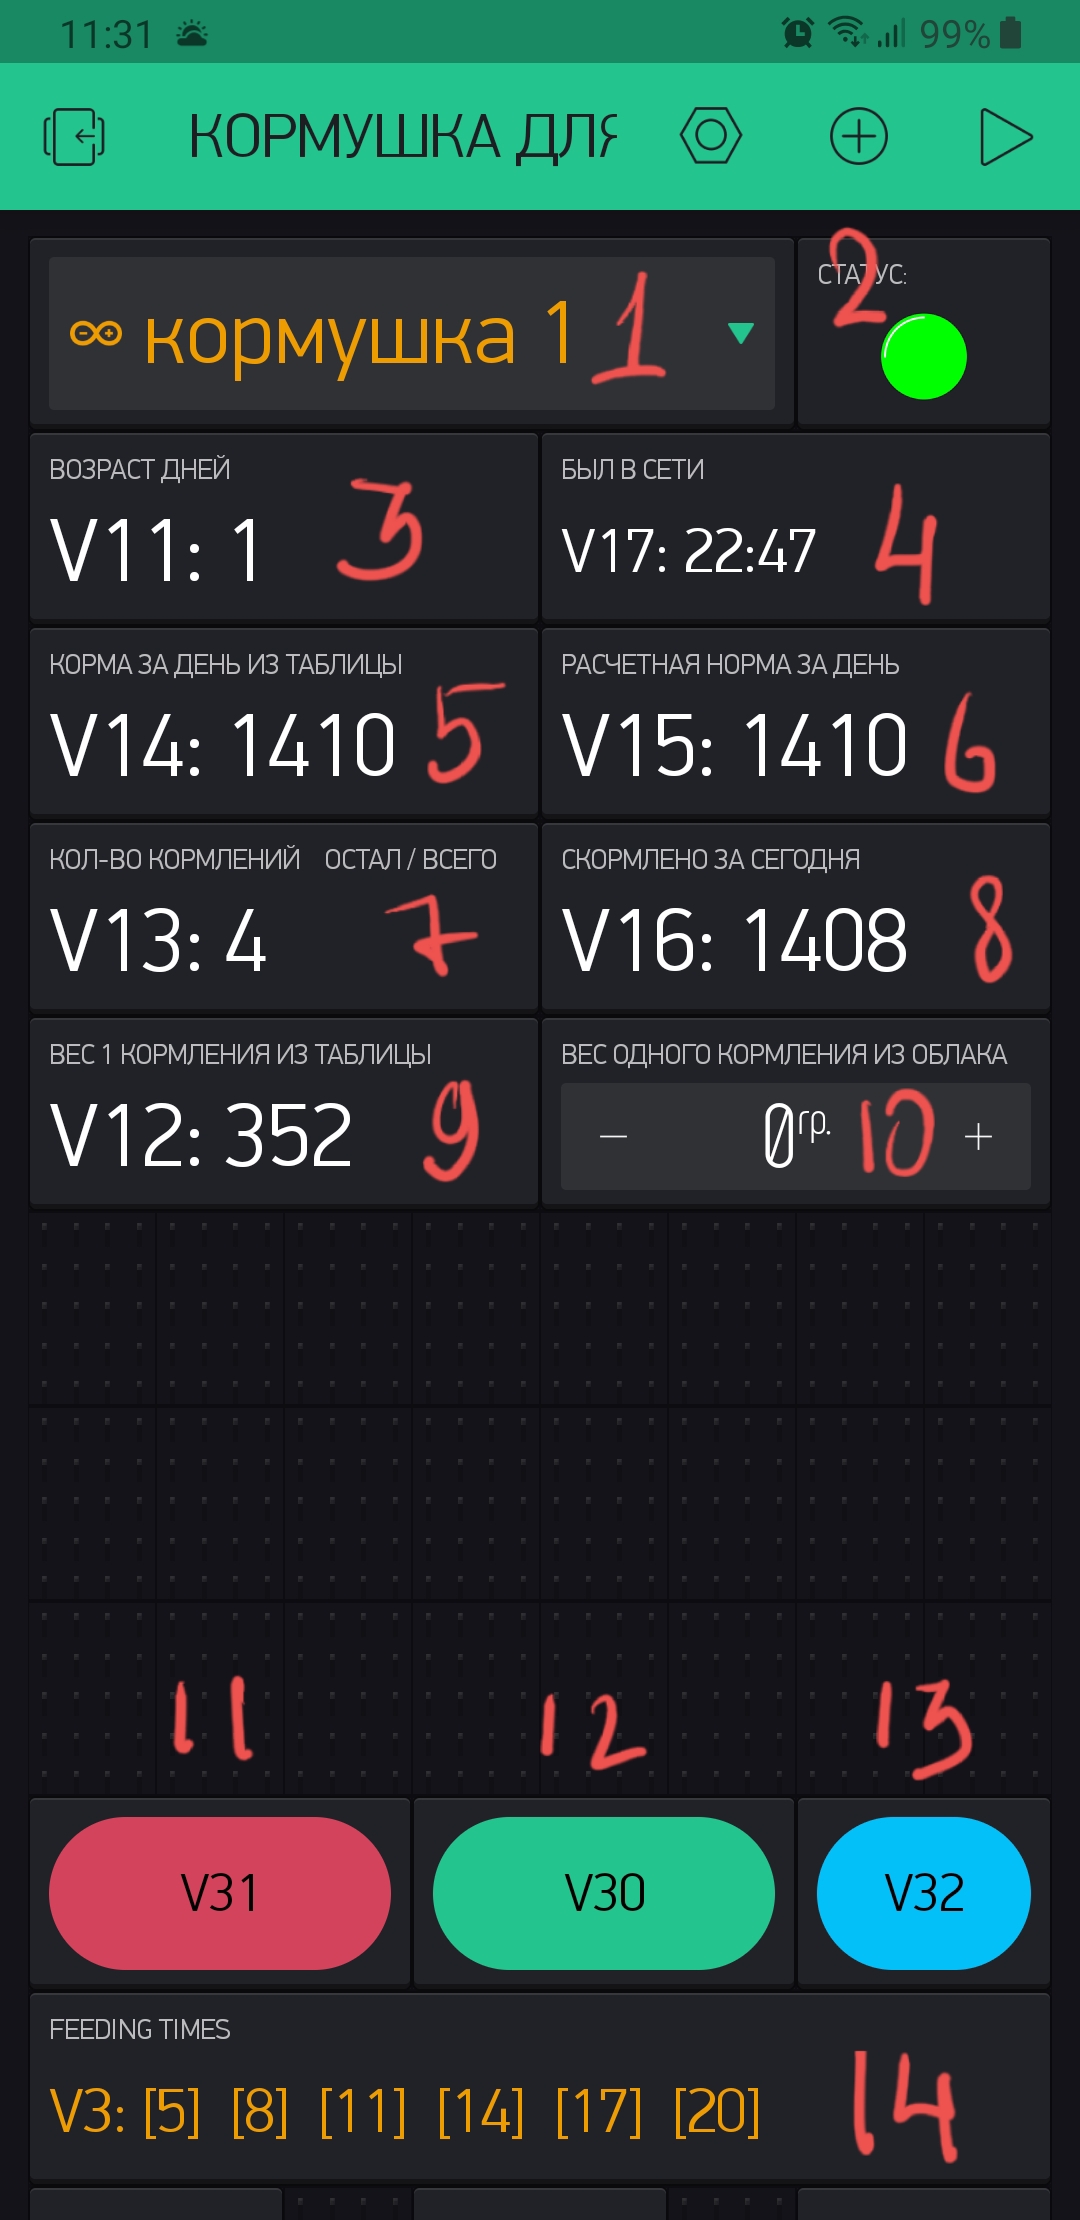 11:31 99%
КОРМУШКА ДЛЯ
кормушка 1 1
СТАТУС: 2
ВОЗРАСТ ДНЕЙ
V11: 1 3
БЫЛ В СЕТИ
V17: 22:47 4
КОРМА ЗА ДЕНЬ ИЗ ТАБЛИЦЫ
V14: 1410 5
РАСЧЕТНАЯ НОРМА ЗА ДЕНЬ
V15: 1410 6
КОЛ-ВО КОРМЛЕНИЙ ОСТАЛ / ВСЕГО
V13: 4 7
СКОРМЛЕНО ЗА СЕГОДНЯ
V16: 1408 8
ВЕС 1 КОРМЛЕНИЯ ИЗ ТАБЛИЦЫ
V12: 352 9
ВЕС ОДНОГО КОРМЛЕНИЯ ИЗ ОБЛАКА
− 0гр. 10 +
11 12 13
V31 V30 V32
FEEDING TIMES
V3: [5] [8] [11] [14] [17] [20] 14